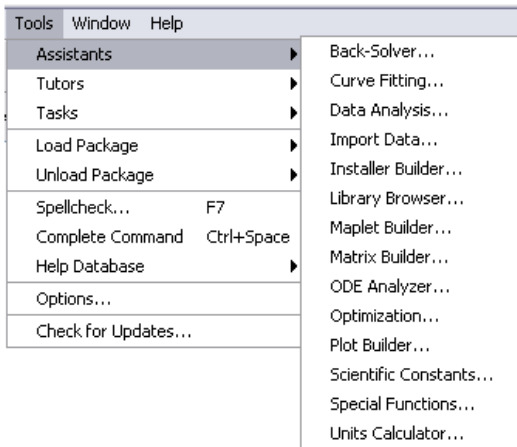 Tools Window Help
Assistants
Tutors
Tasks
Load Package
Unload Package
Spellcheck... F7
Complete Command Ctrl+Space
Help Database
Options...
Check for Updates...
Back-Solver...
Curve Fitting...
Data Analysis...
Import Data...
Installer Builder...
Library Browser...
Maplet Builder...
Matrix Builder...
ODE Analyzer...
Optimization...
Plot Builder...
Scientific Constants...
Special Functions...
Units Calculator...